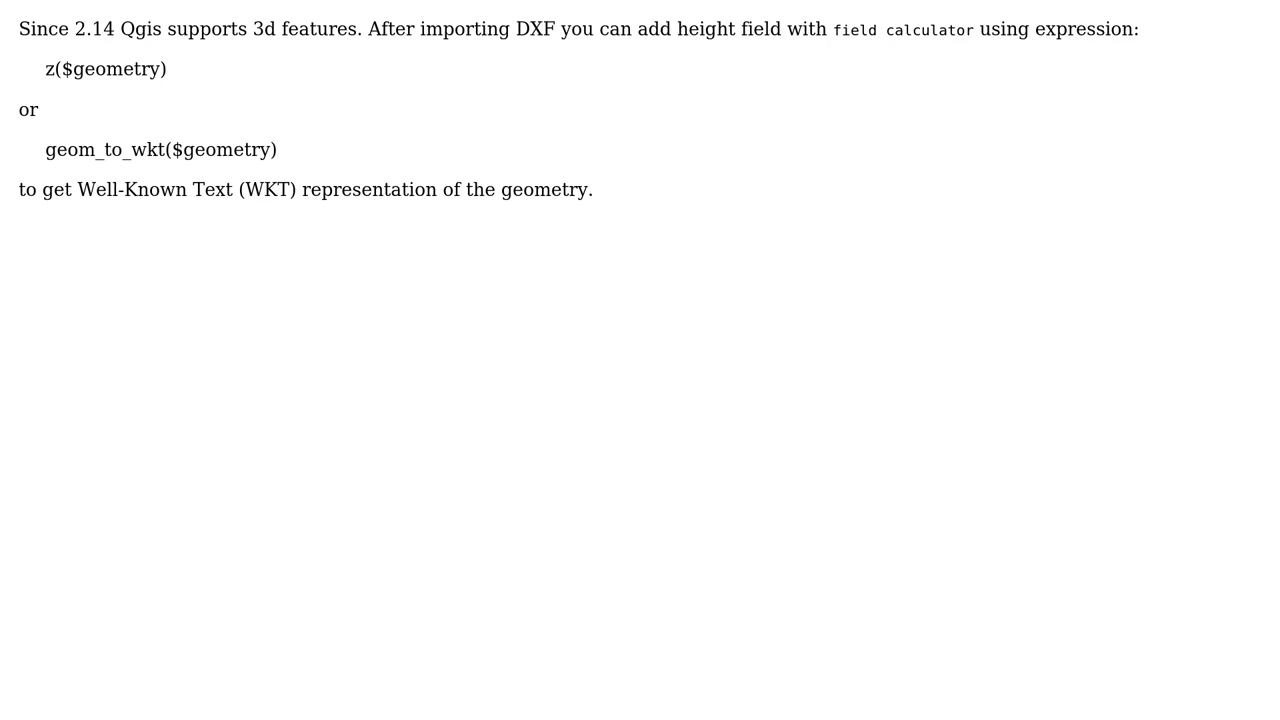 Since 2.14 Qgis supports 3d features. After importing DXF you can add height field with field calculator using expression:
z($geometry)
or
geom_to_wkt($geometry)
to get Well-Known Text (WKT) representation of the geometry.